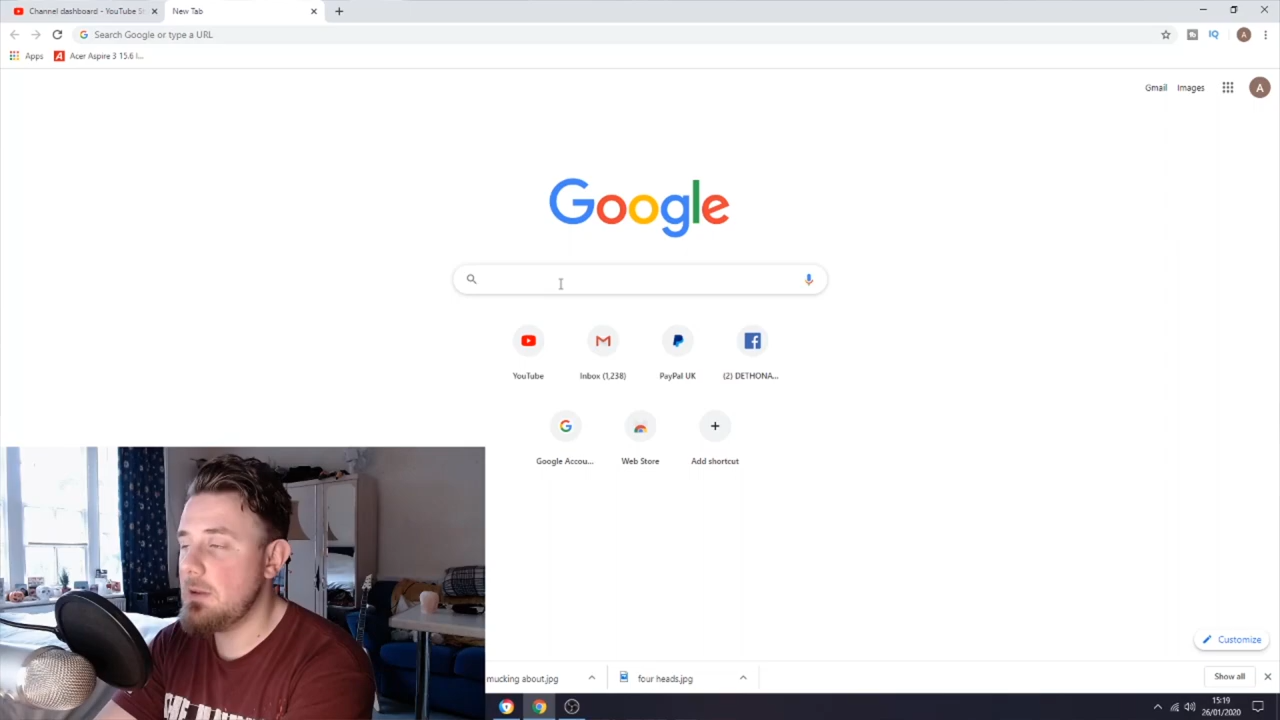 Channel dashboard - YouTube St
New Tab
Search Google or type a URL
IQ
A
Apps
Acer Aspire 3 15.6 I...
Gmail
Images
A
Google
YouTube
Inbox (1,238)
PayPal UK
(2) DETHONA...
Google Accou...
Web Store
Add shortcut
Customize
mucking about.jpg
four heads.jpg
Show all
15:19
26/01/2020